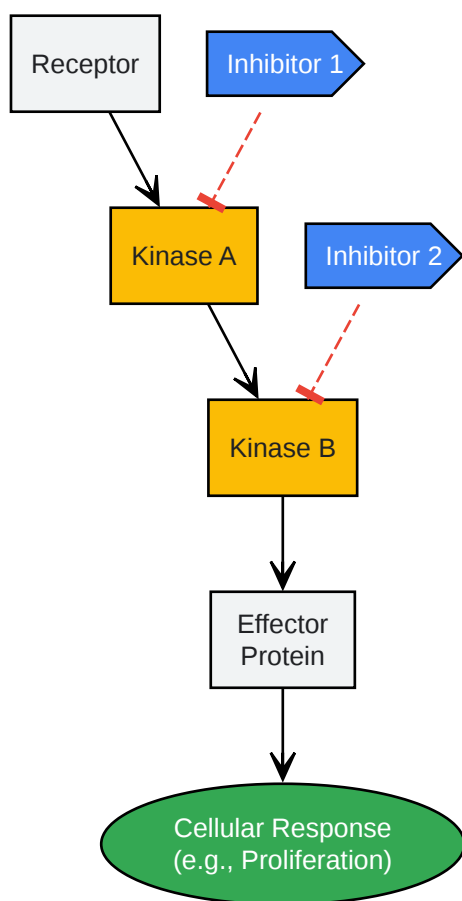 Receptor
Inhibitor 1
Kinase A
Inhibitor 2
Kinase B
Effector
Protein
Cellular Response
(e.g., Proliferation)